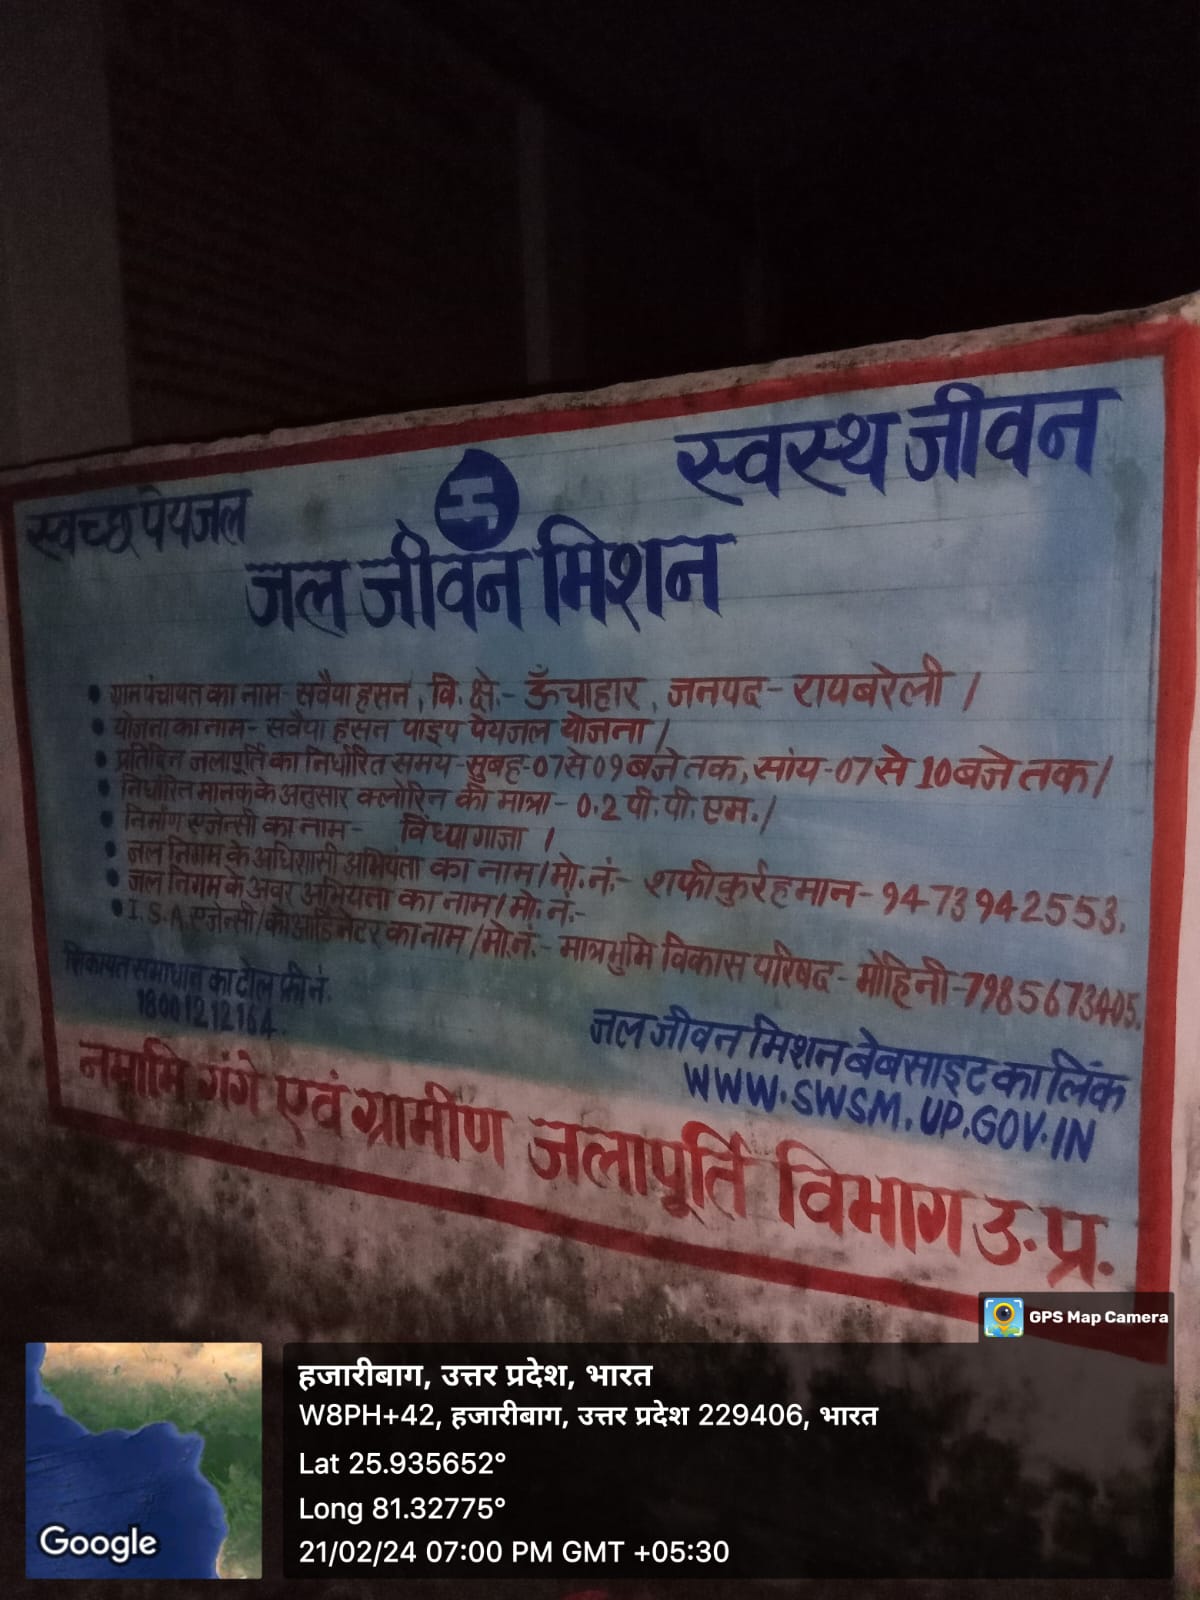 स्वच्छ पेयजल
स्वस्थ जीवन
जल जीवन मिशन
• ग्राम पंचायत का नाम- सवैया हसन, वि. क्षे.- ऊँचाहार, जनपद- रायबरेली ।
• योजना का नाम- सवैया हसन पाइप पेयजल योजना ।
• प्रतिदिन जलापूर्ति का निर्धारित समय-सुबह-07 से 09 बजे तक, सांय-07 से 10 बजे तक।
• निर्धारित मानक के अनुसार क्लोरिन की मात्रा- 0.2 पी.पी.एम.।
• निर्माण एजेन्सी का नाम- विंध्या गाजा ।
• जल निगम के अधिशासी अभियंता का नाम/मो.नं:- शफीकुर्रहमान- 9473942553.
• जल निगम के अवर अभियंता का नाम/मो.नं:-
• I.S.A. एजेन्सी/कोआर्डिनेटर का नाम/मो.नं.- मात्रभुमि विकास परिषद- मोहिनी-7985673405.
शिकायत समाधान का टोल फ्री नं.
18001212164.
जल जीवन मिशन बेबसाइट का लिंक
WWW.SWSM.UP.GOV.IN
नमामि गंगे एवं ग्रामीण जलापूर्ति विभाग उ.प्र.
GPS Map Camera
हजारीबाग, उत्तर प्रदेश, भारत
W8PH+42, हजारीबाग, उत्तर प्रदेश 229406, भारत
Lat 25.935652°
Long 81.32775°
21/02/24 07:00 PM GMT +05:30
Google